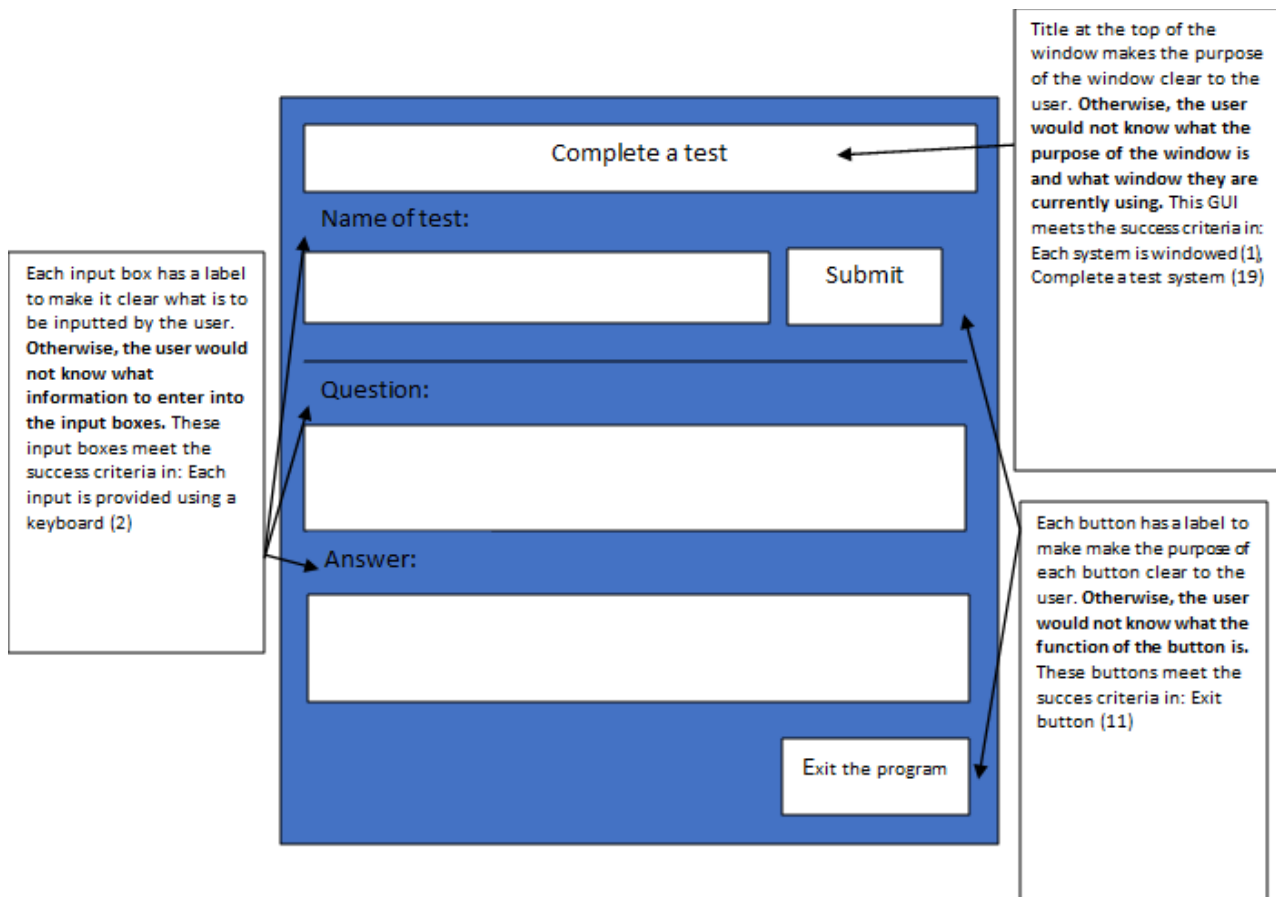 Title at the top of the
window makes the purpose
of the window clear to the
user. Otherwise, the user
would not know what the
purpose of the window is
and what window they are
currently using. This GUI
meets the success criteria in:
Each system is windowed (1),
Complete a test system (19)
Complete a test
Name of test:
Submit
Each input box has a label
to make it clear what is to
be inputted by the user.
Otherwise, the user would
not know what
information to enter into
the input boxes. These
input boxes meet the
success criteria in: Each
input is provided using a
keyboard (2)
Question:
Answer:
Each button has a label to
make make the purpose of
each button clear to the
user. Otherwise, the user
would not know what the
function of the button is.
These buttons meet the
succes criteria in: Exit
button (11)
Exit the program